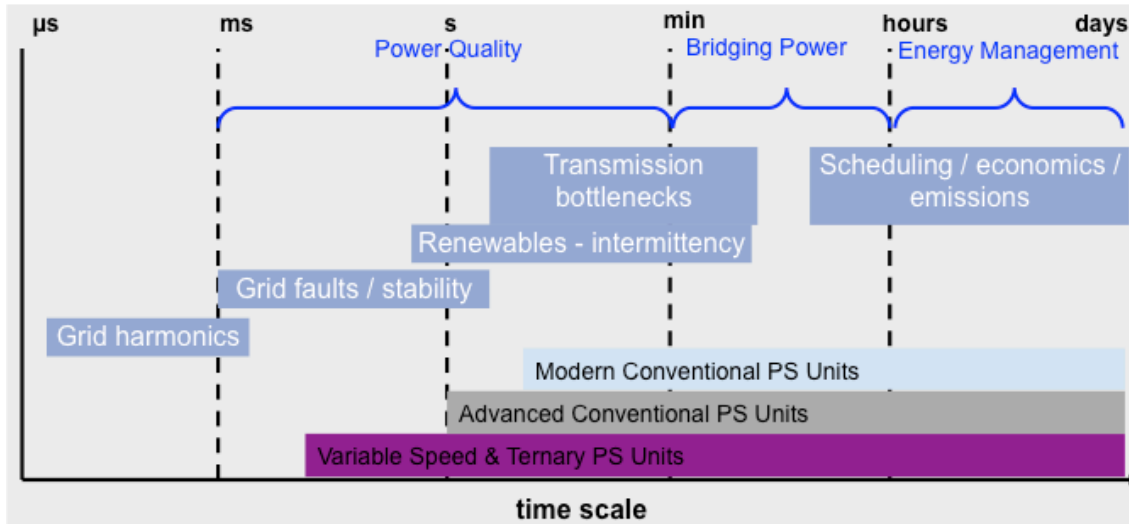 µs ms s min hours days
Power Quality Bridging Power Energy Management
Transmission
bottlenecks
Scheduling / economics /
emissions
Renewables - intermittency
Grid faults / stability
Grid harmonics
Modern Conventional PS Units
Advanced Conventional PS Units
Variable Speed & Ternary PS Units
time scale